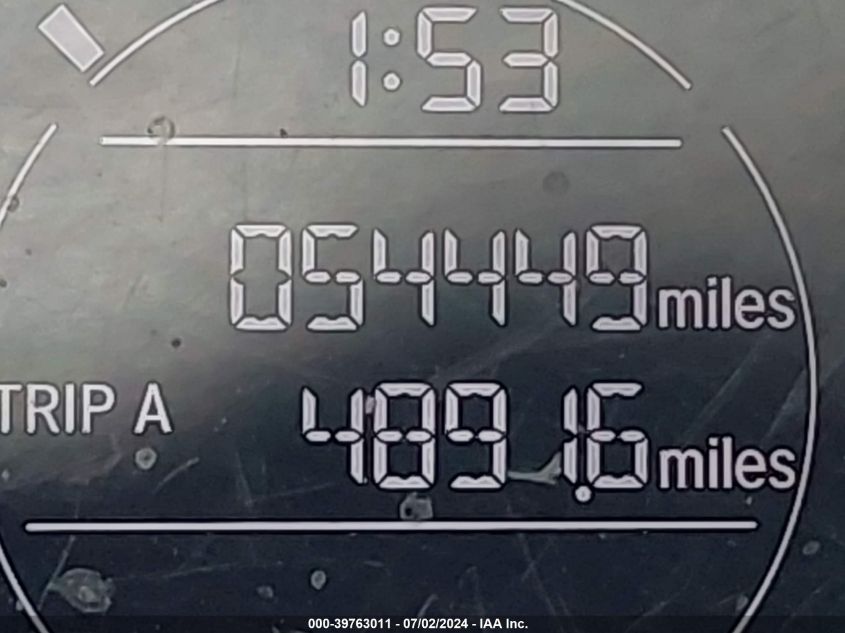 1:53
054449 miles
TRIP A 4891.6 miles
000-39763011 - 07/02/2024 - IAA Inc.